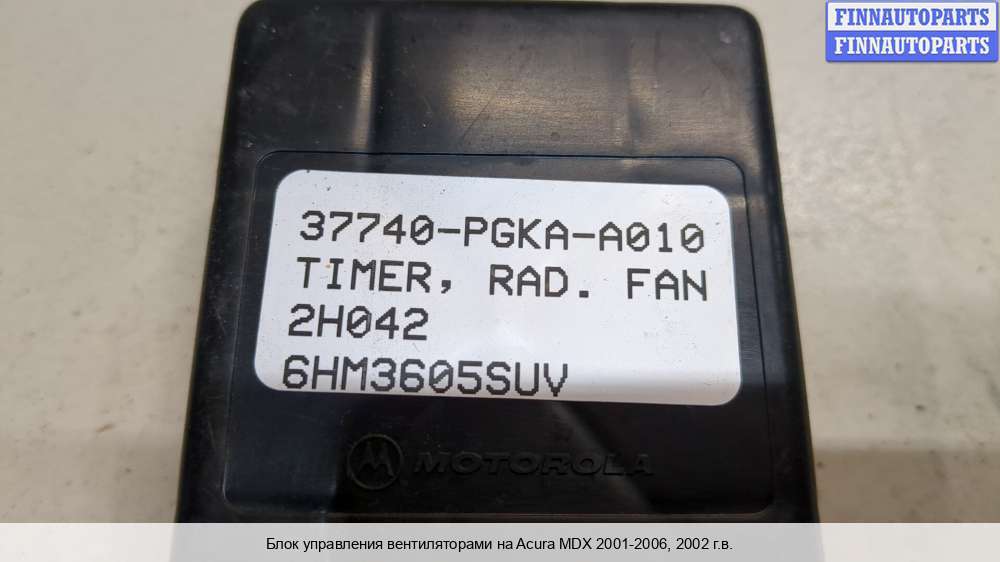 FINNAUTOPARTS
FINNAUTOPARTS
37740-PGKA-A010
TIMER, RAD. FAN
2H042
6HM3605SUV
MOTOROLA
Блок управления вентиляторами на Acura MDX 2001-2006, 2002 г.в.